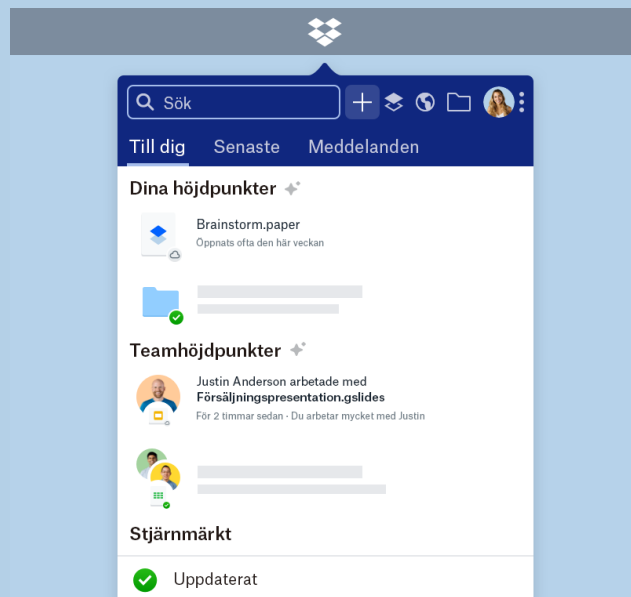 Sök
Till dig Senaste Meddelanden
Dina höjdpunkter
Brainstorm.paper
Öppnats ofta den här veckan
Teamhöjdpunkter
Justin Anderson arbetade med
Försäljningspresentation.gslides
För 2 timmar sedan · Du arbetar mycket med Justin
Stjärnmärkt
Uppdaterat